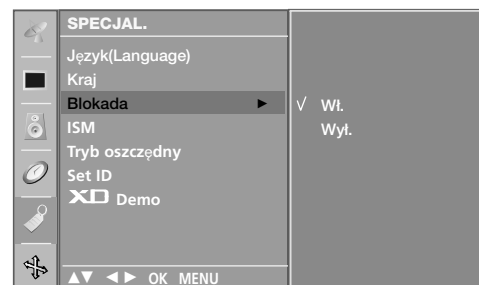 SPECJAL.
Język(Language)
Kraj
Blokada ► √ Wł.
Wył.
ISM
Tryb oszczędny
Set ID
XD Demo
▲▼ ◄► OK MENU